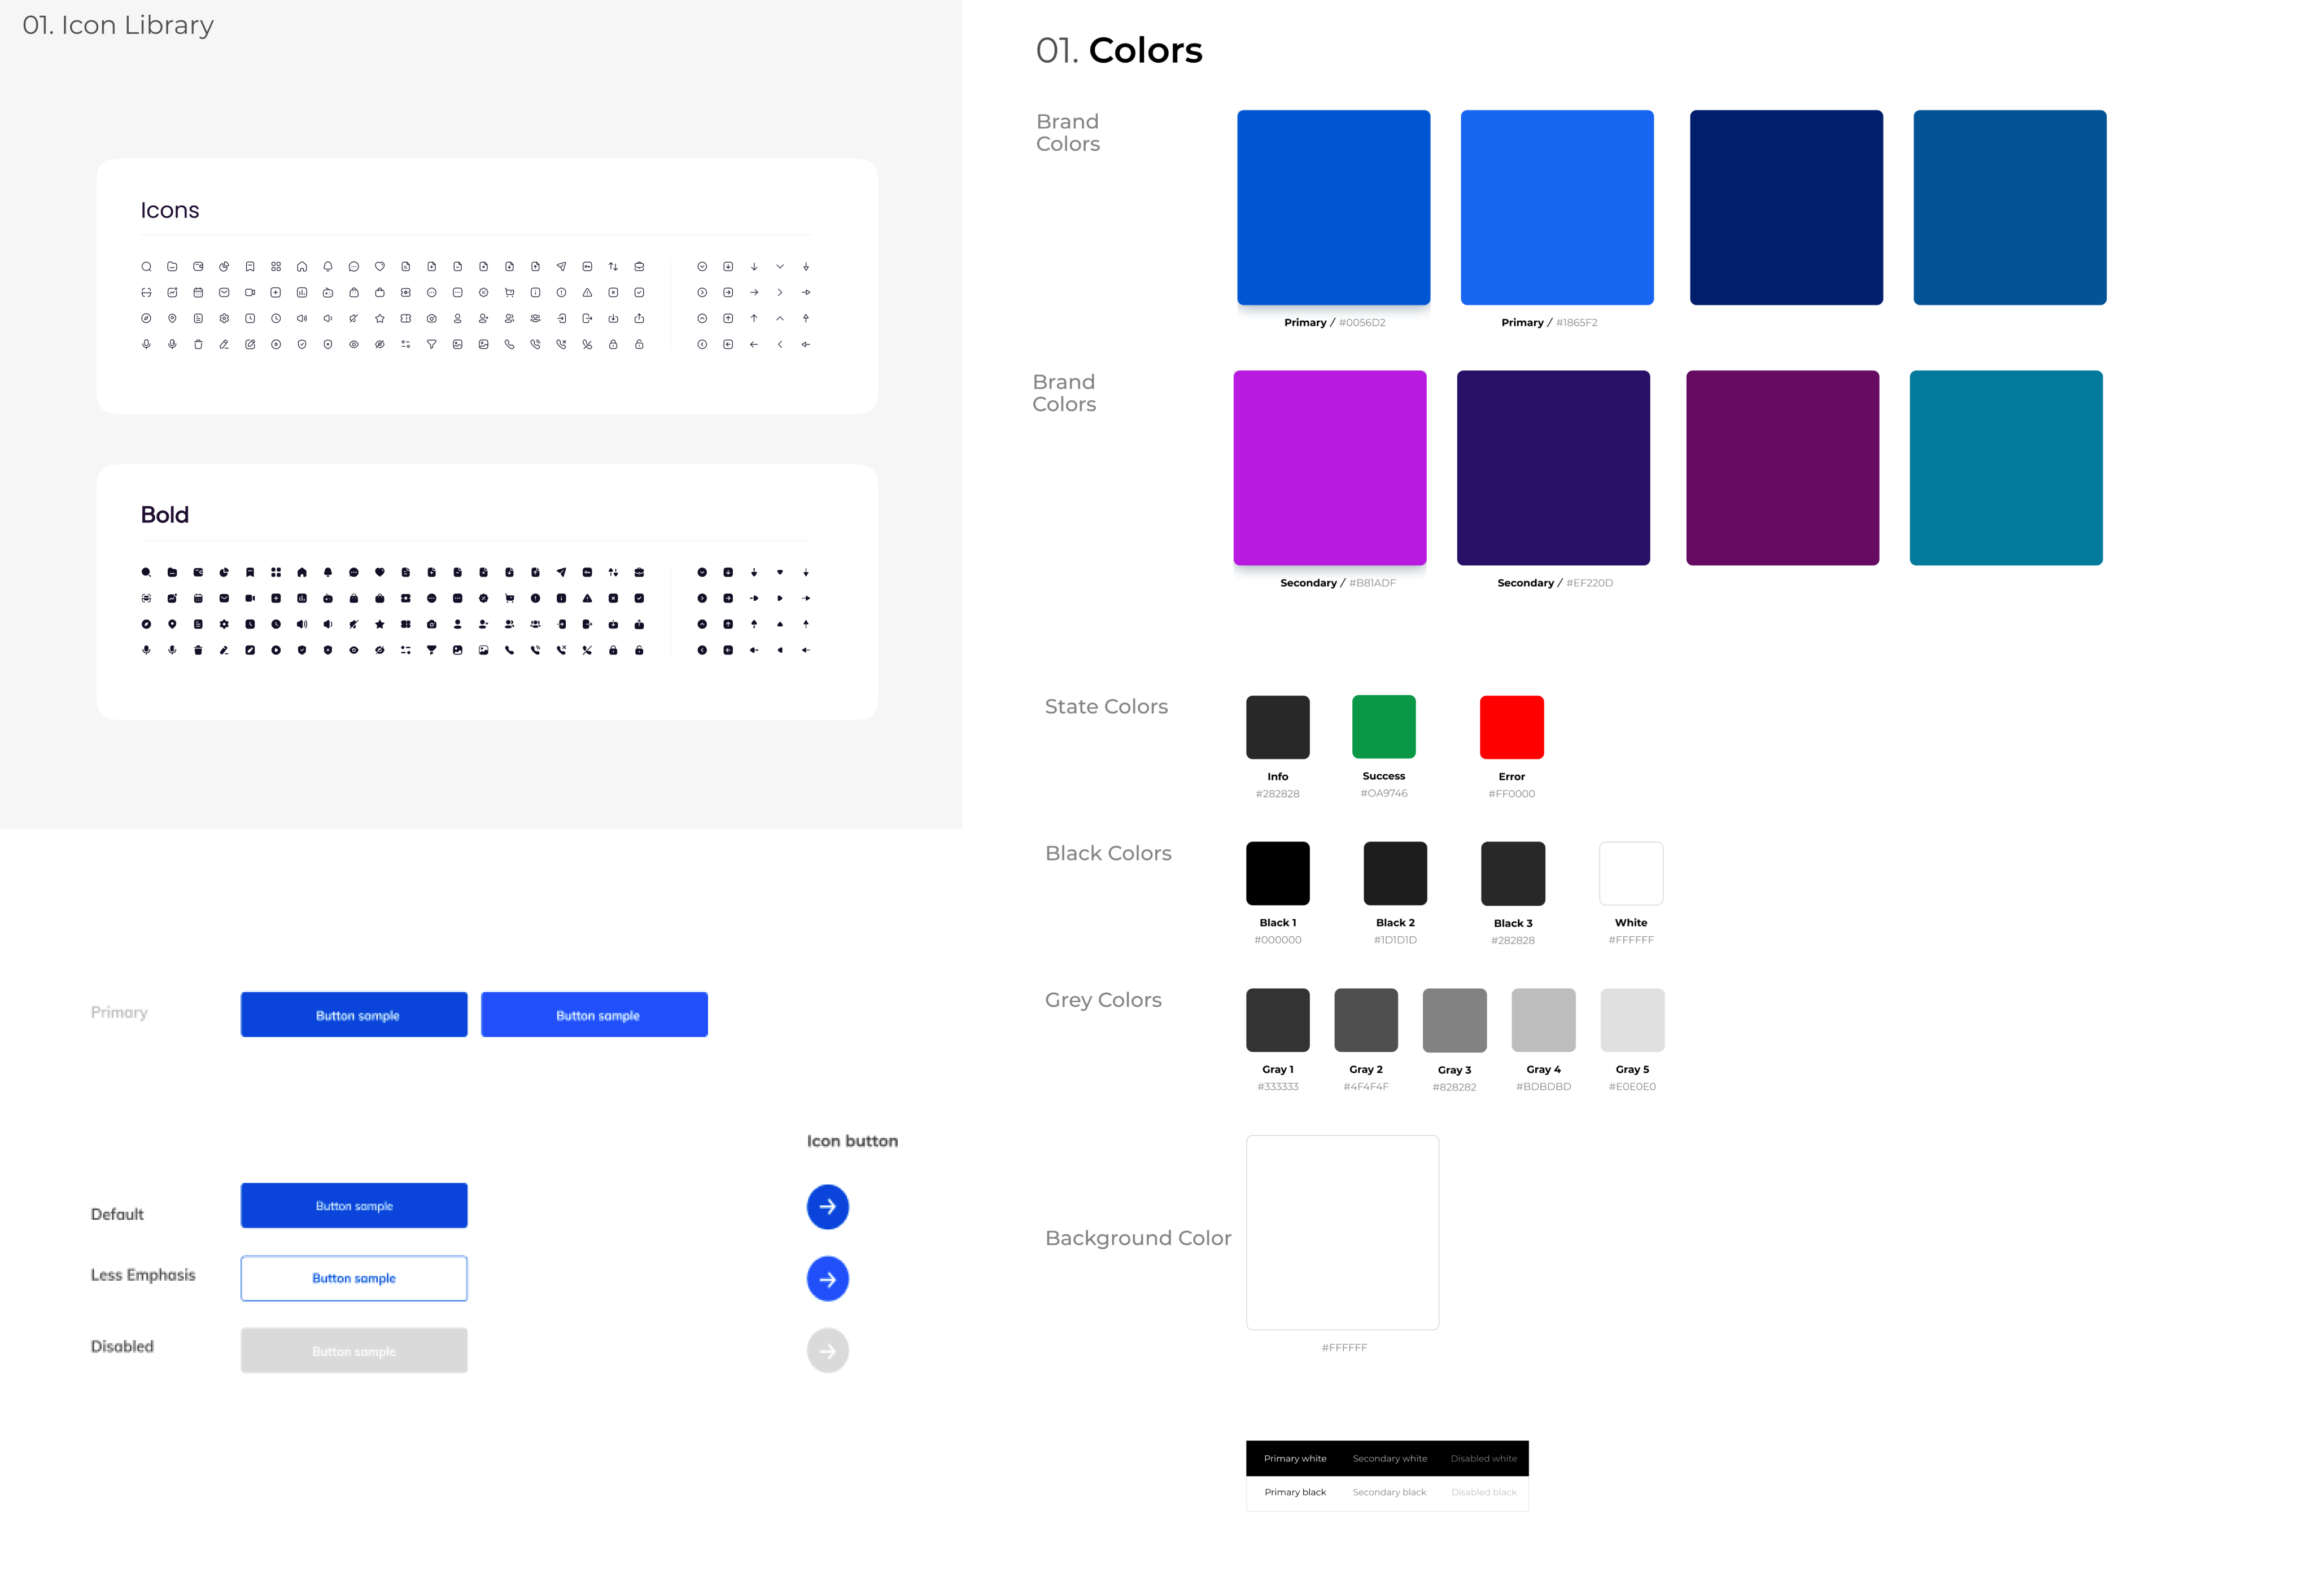 01. Icon Library
Icons
Bold
Primary
Button sample
Button sample
Icon button
Default
Button sample
Less Emphasis
Button sample
Disabled
Button sample
01. Colors
Brand
Colors
Primary / #0056D2
Primary / #1865F2
Brand
Colors
Secondary / #B81ADF
Secondary / #EF220D
State Colors
Info
#282828
Success
#OA9746
Error
#FF0000
Black Colors
Black 1
#000000
Black 2
#1D1D1D
Black 3
#282828
White
#FFFFFF
Grey Colors
Gray 1
#333333
Gray 2
#4F4F4F
Gray 3
#828282
Gray 4
#BDBDBD
Gray 5
#E0E0E0
Background Color
#FFFFFF
Primary white
Secondary white
Disabled white
Primary black
Secondary black
Disabled black